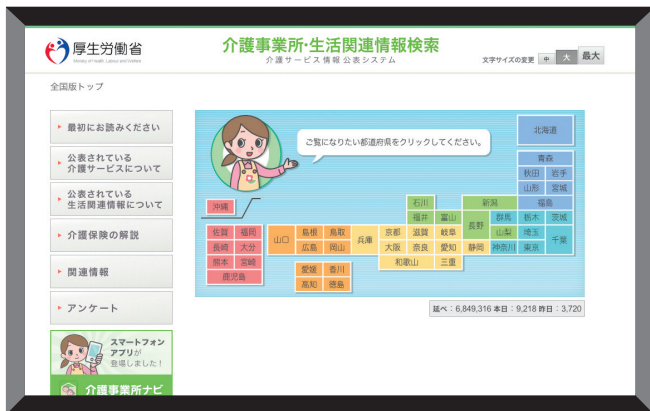 厚生労働省
Ministry of Health, Labour and Welfare
介護事業所・生活関連情報検索
介護サービス情報公表システム
文字サイズの変更 中 大 最大
全国版トップ
最初にお読みください
公表されている
介護サービスについて
公表されている
生活関連情報について
介護保険の解説
関連情報
アンケート
スマートフォン
アプリが
登場しました！
介護事業所ナビ
ご覧になりたい都道府県をクリックしてください。
北海道
青森
秋田 岩手
山形 宮城
沖縄 石川 新潟 福島
福井 富山 長野 群馬 栃木 茨城
佐賀 福岡 山口 島根 鳥取 兵庫 京都 滋賀 岐阜 山梨 埼玉 千葉
長崎 大分 広島 岡山 大阪 奈良 愛知 静岡 神奈川 東京
熊本 宮崎 和歌山 三重
鹿児島 愛媛 香川
高知 徳島
延べ：6,849,316 本日：9,218 昨日：3,720